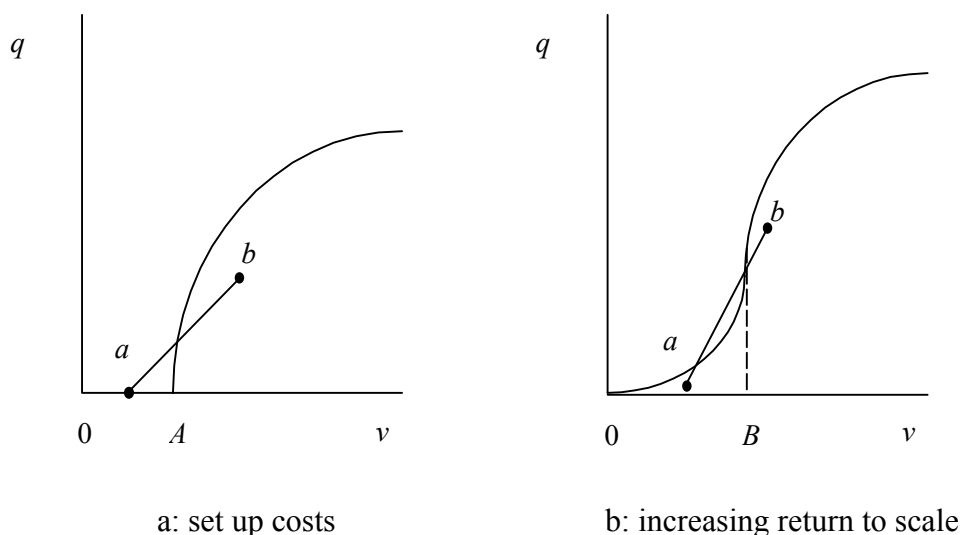 q
b
a
0 A v
a: set up costs
q
b
a
0 B v
b: increasing return to scale